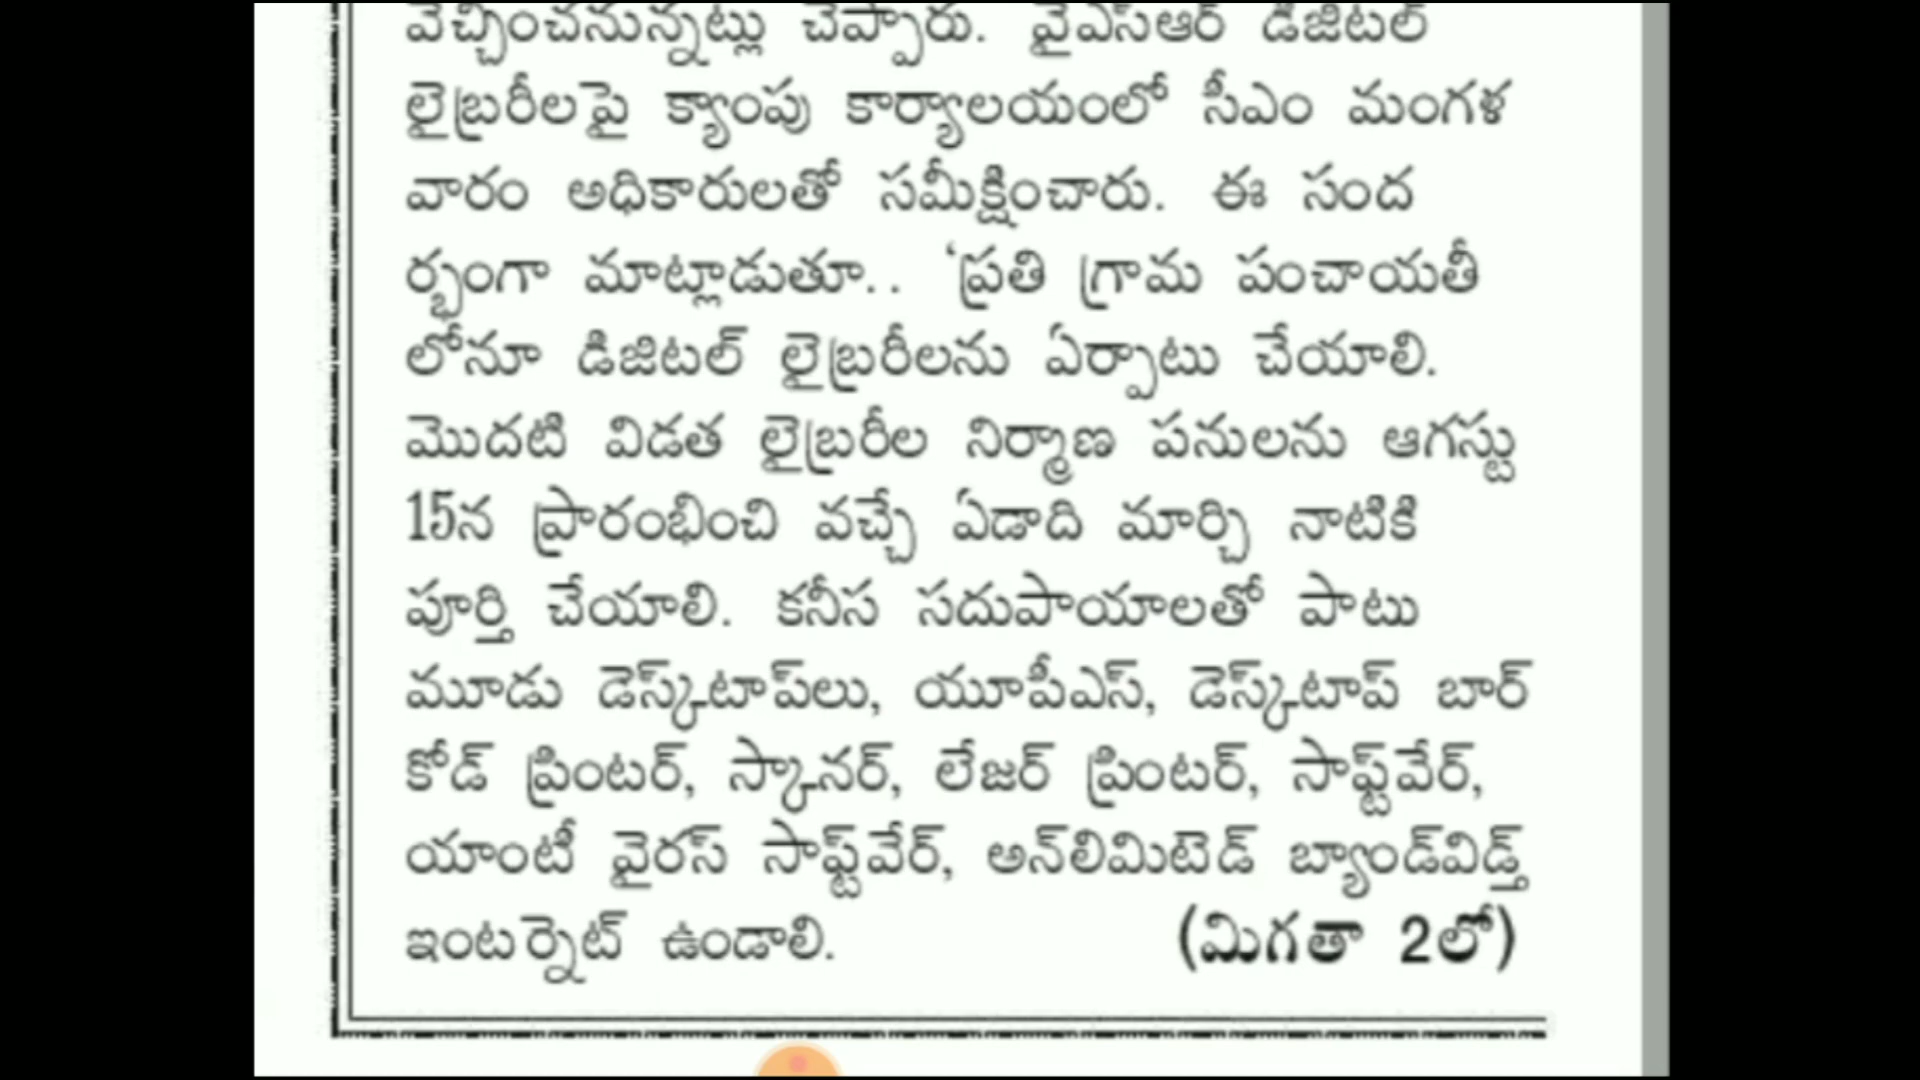 వెచ్చించనున్నట్లు చెప్పారు. వైఎస్ఆర్ డిజిటల్
లైబ్రరీలపై క్యాంపు కార్యాలయంలో సీఎం మంగళ
వారం అధికారులతో సమీక్షించారు. ఈ సంద
ర్భంగా మాట్లాడుతూ.. ‘ప్రతి గ్రామ పంచాయతీ
లోనూ డిజిటల్ లైబ్రరీలను ఏర్పాటు చేయాలి.
మొదటి విడత లైబ్రరీల నిర్మాణ పనులను ఆగస్టు
15న ప్రారంభించి వచ్చే ఏడాది మార్చి నాటికి
పూర్తి చేయాలి. కనీస సదుపాయాలతో పాటు
మూడు డెస్క్‌టాప్‌లు, యూపీఎస్, డెస్క్‌టాప్ బార్
కోడ్ ప్రింటర్, స్కానర్, లేజర్ ప్రింటర్, సాఫ్ట్‌వేర్,
యాంటీ వైరస్ సాఫ్ట్‌వేర్, అన్‌లిమిటెడ్ బ్యాండ్‌విడ్త్
ఇంటర్నెట్ ఉండాలి. (మిగతా 2లో)